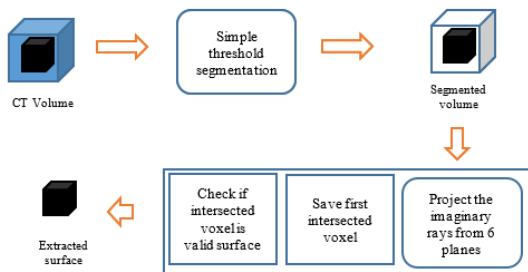 CT Volume
Simple
threshold
segmentation
Segmented
volume
Project the
imaginary
rays from 6
planes
Save first
intersected
voxel
Check if
intersected
voxel is
valid surface
Extracted
surface